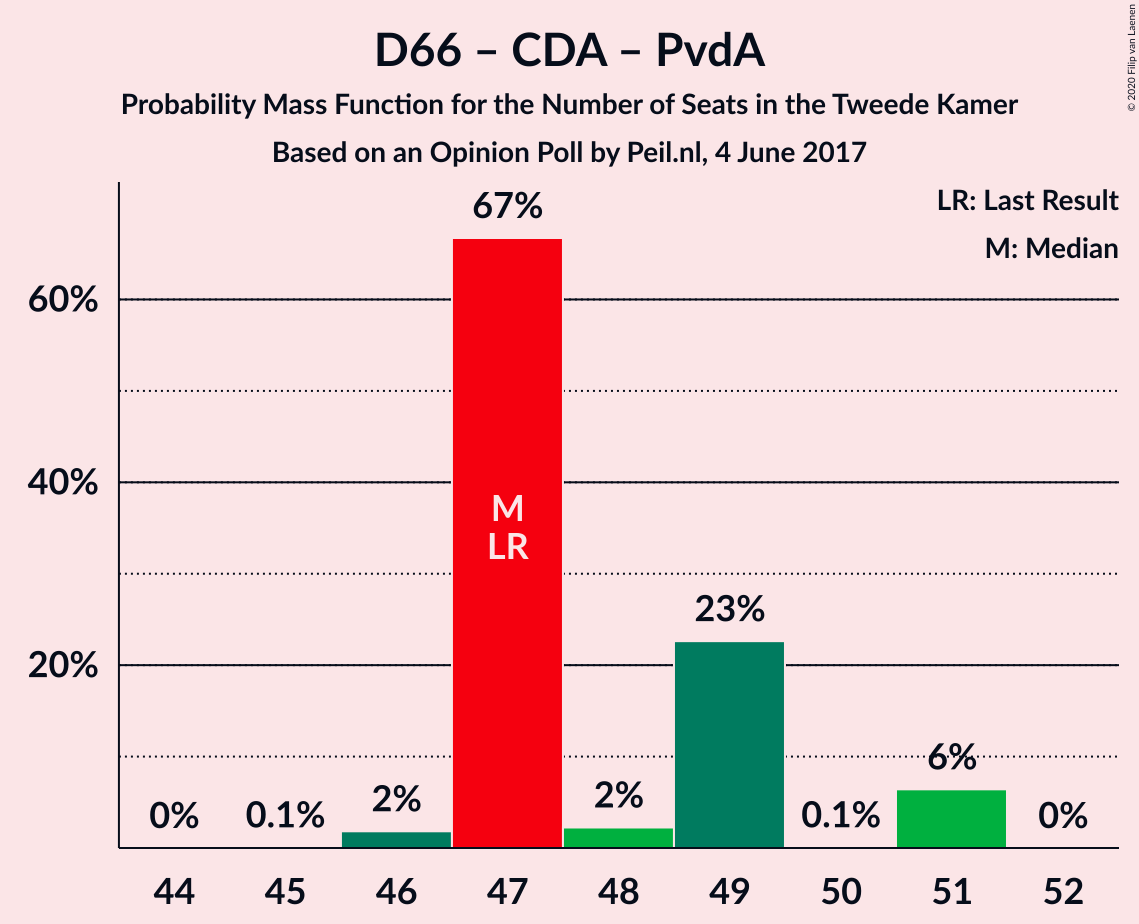 D66 – CDA – PvdA
Probability Mass Function for the Number of Seats in the Tweede Kamer
Based on an Opinion Poll by Peil.nl, 4 June 2017
© 2020 Filip van Laenen
LR: Last Result
M: Median
60%
40%
20%
0%
0.1%
2%
67%
M
LR
2%
23%
0.1%
6%
0%
44 45 46 47 48 49 50 51 52